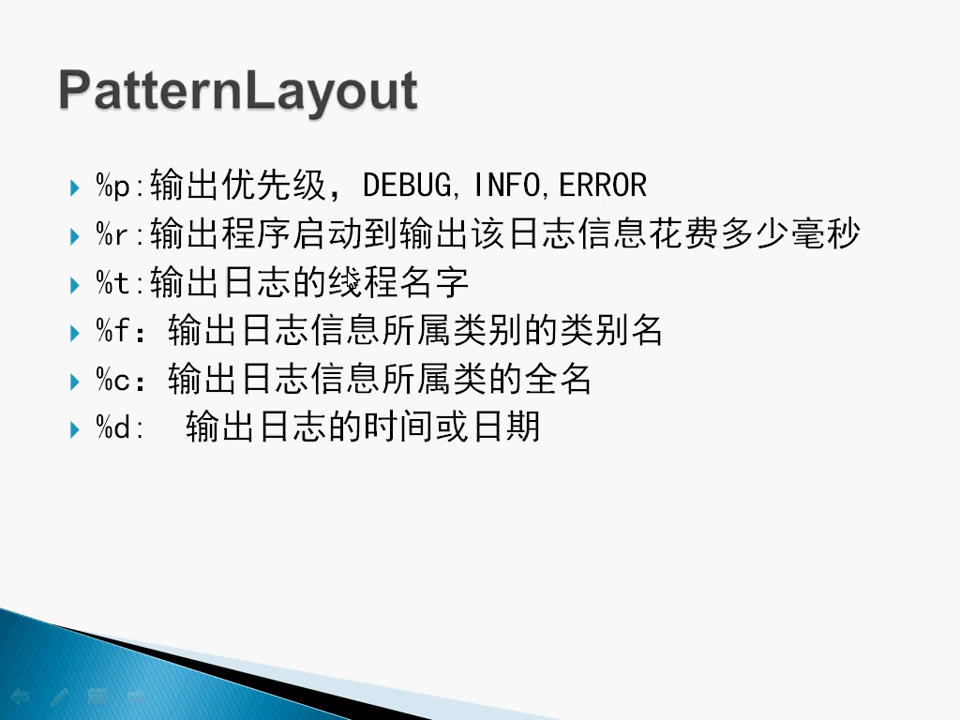 PatternLayout
%p:输出优先级，DEBUG,INFO,ERROR
%r:输出程序启动到输出该日志信息花费多少毫秒
%t:输出日志的线程名字
%f：输出日志信息所属类别的类别名
%c：输出日志信息所属类的全名
%d: 输出日志的时间或日期